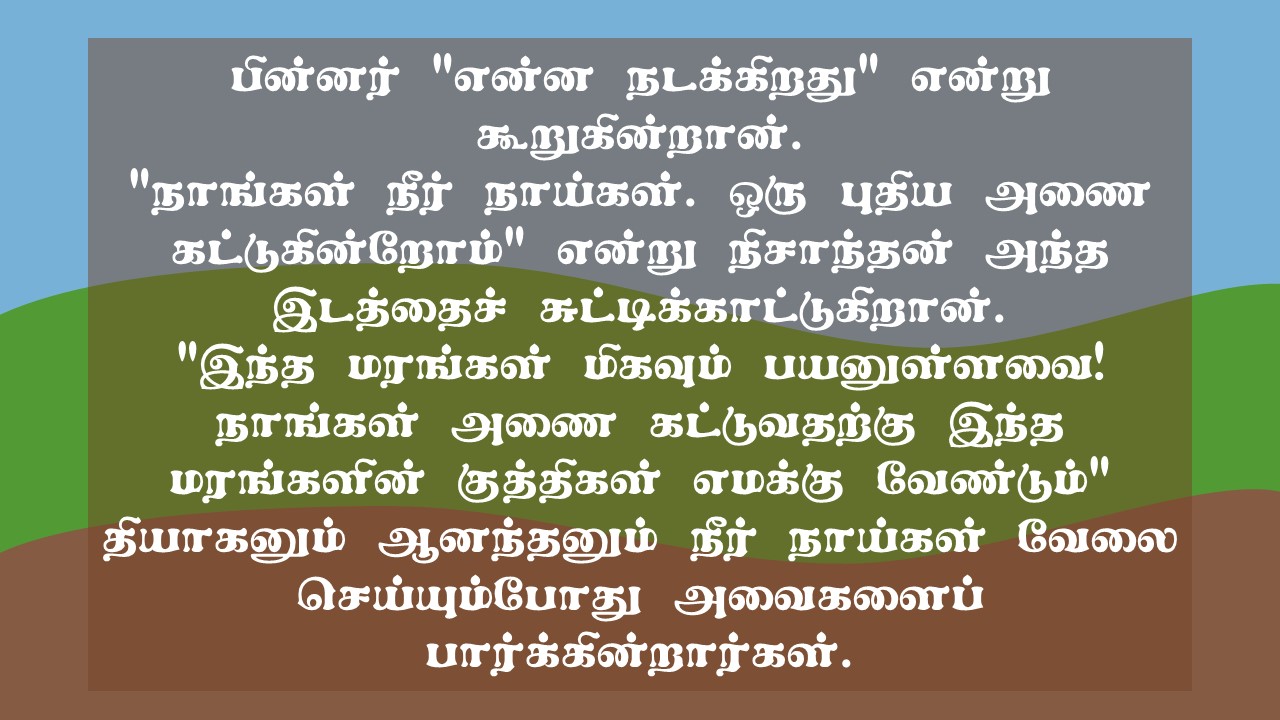 பின்னர் "என்ன நடக்கிறது" என்று
கூறுகின்றான்.
"நாங்கள் நீர் நாய்கள். ஒரு புதிய அணை
கட்டுகின்றோம்" என்று நிசாந்தன் அந்த
இடத்தைச் சுட்டிக்காட்டுகிறான்.
"இந்த மரங்கள் மிகவும் பயனுள்ளவை!
நாங்கள் அணை கட்டுவதற்கு இந்த
மரங்களின் குத்திகள் எமக்கு வேண்டும்"
தியாகனும் ஆனந்தனும் நீர் நாய்கள் வேலை
செய்யும்போது அவைகளைப்
பார்க்கின்றார்கள்.